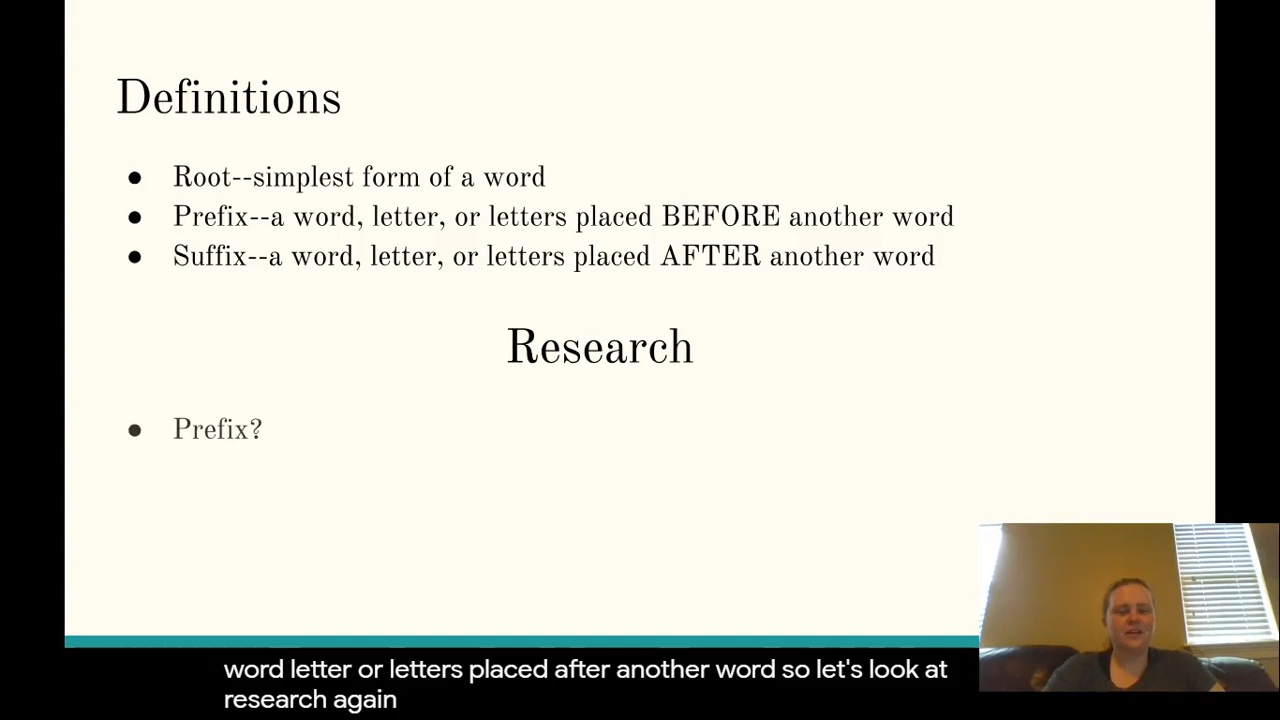 Definitions
● Root--simplest form of a word
● Prefix--a word, letter, or letters placed BEFORE another word
● Suffix--a word, letter, or letters placed AFTER another word
Research
● Prefix?
word letter or letters placed after another word so let's look at
research again